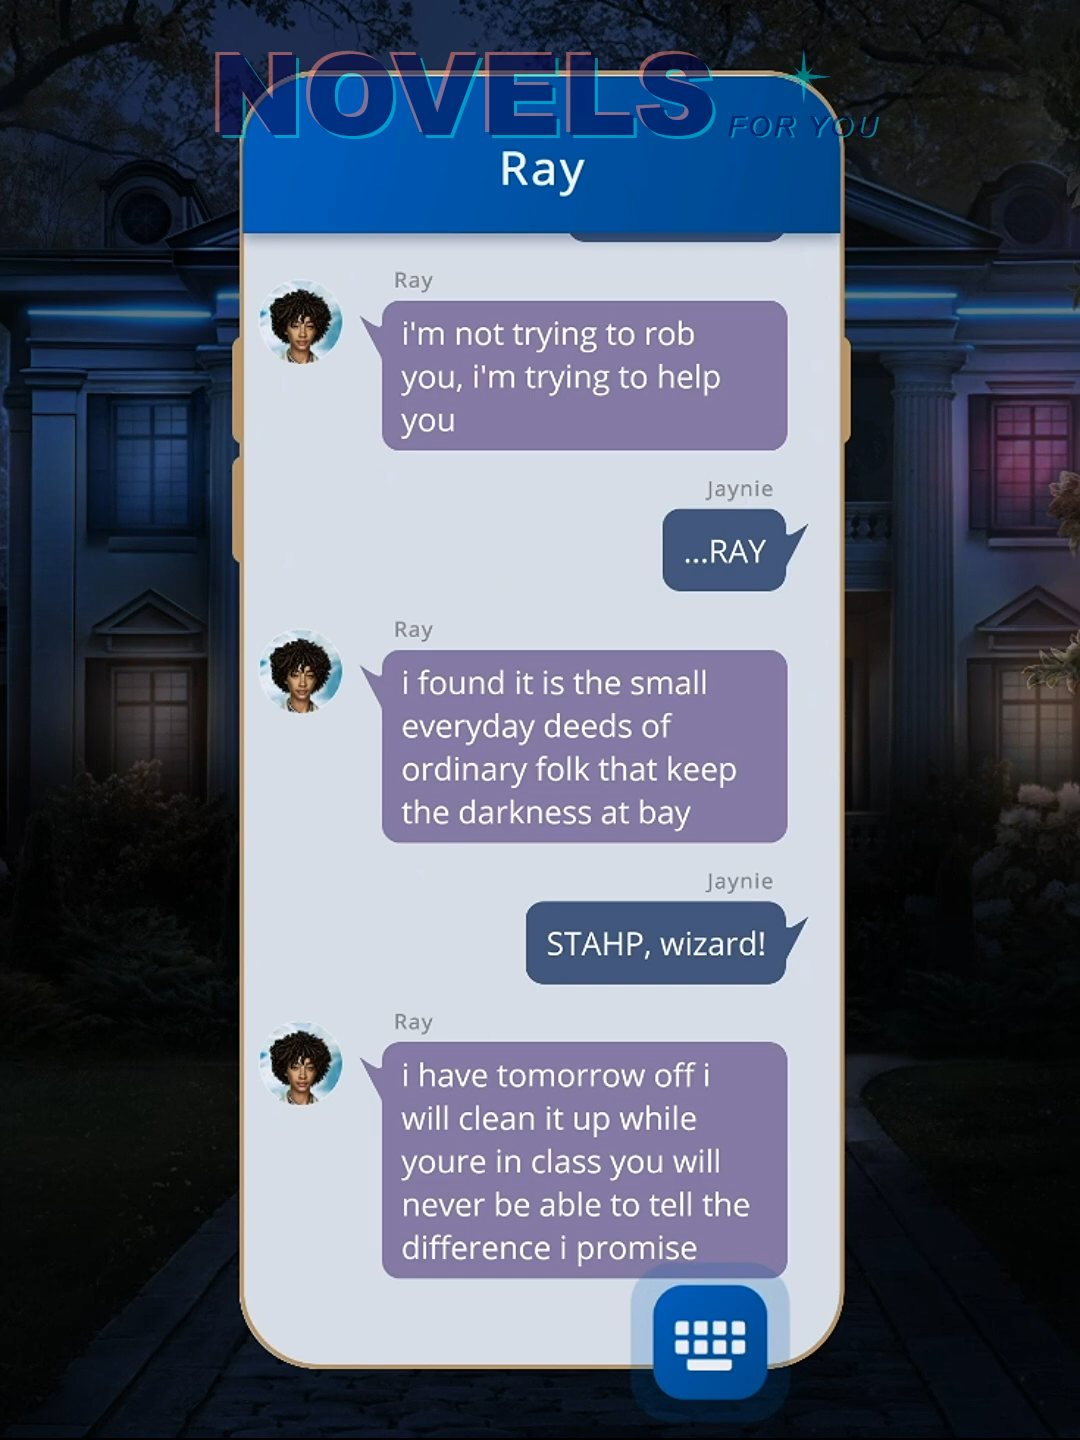 NOVELS FOR YOU
Ray
Ray
i'm not trying to rob
you, i'm trying to help
you
Jaynie
...RAY
Ray
i found it is the small
everyday deeds of
ordinary folk that keep
the darkness at bay
Jaynie
STAHP, wizard!
Ray
i have tomorrow off i
will clean it up while
youre in class you will
never be able to tell the
difference i promise